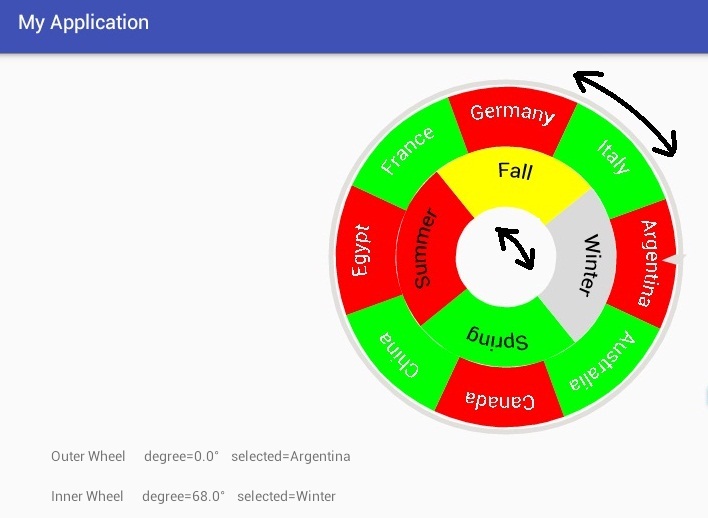 My Application
Germany
France
Italy
Fall
Egypt
Summer
Winter
Argentina
Spring
China
Australia
Canada
Outer Wheel degree=0.0° selected=Argentina
Inner Wheel degree=68.0° selected=Winter